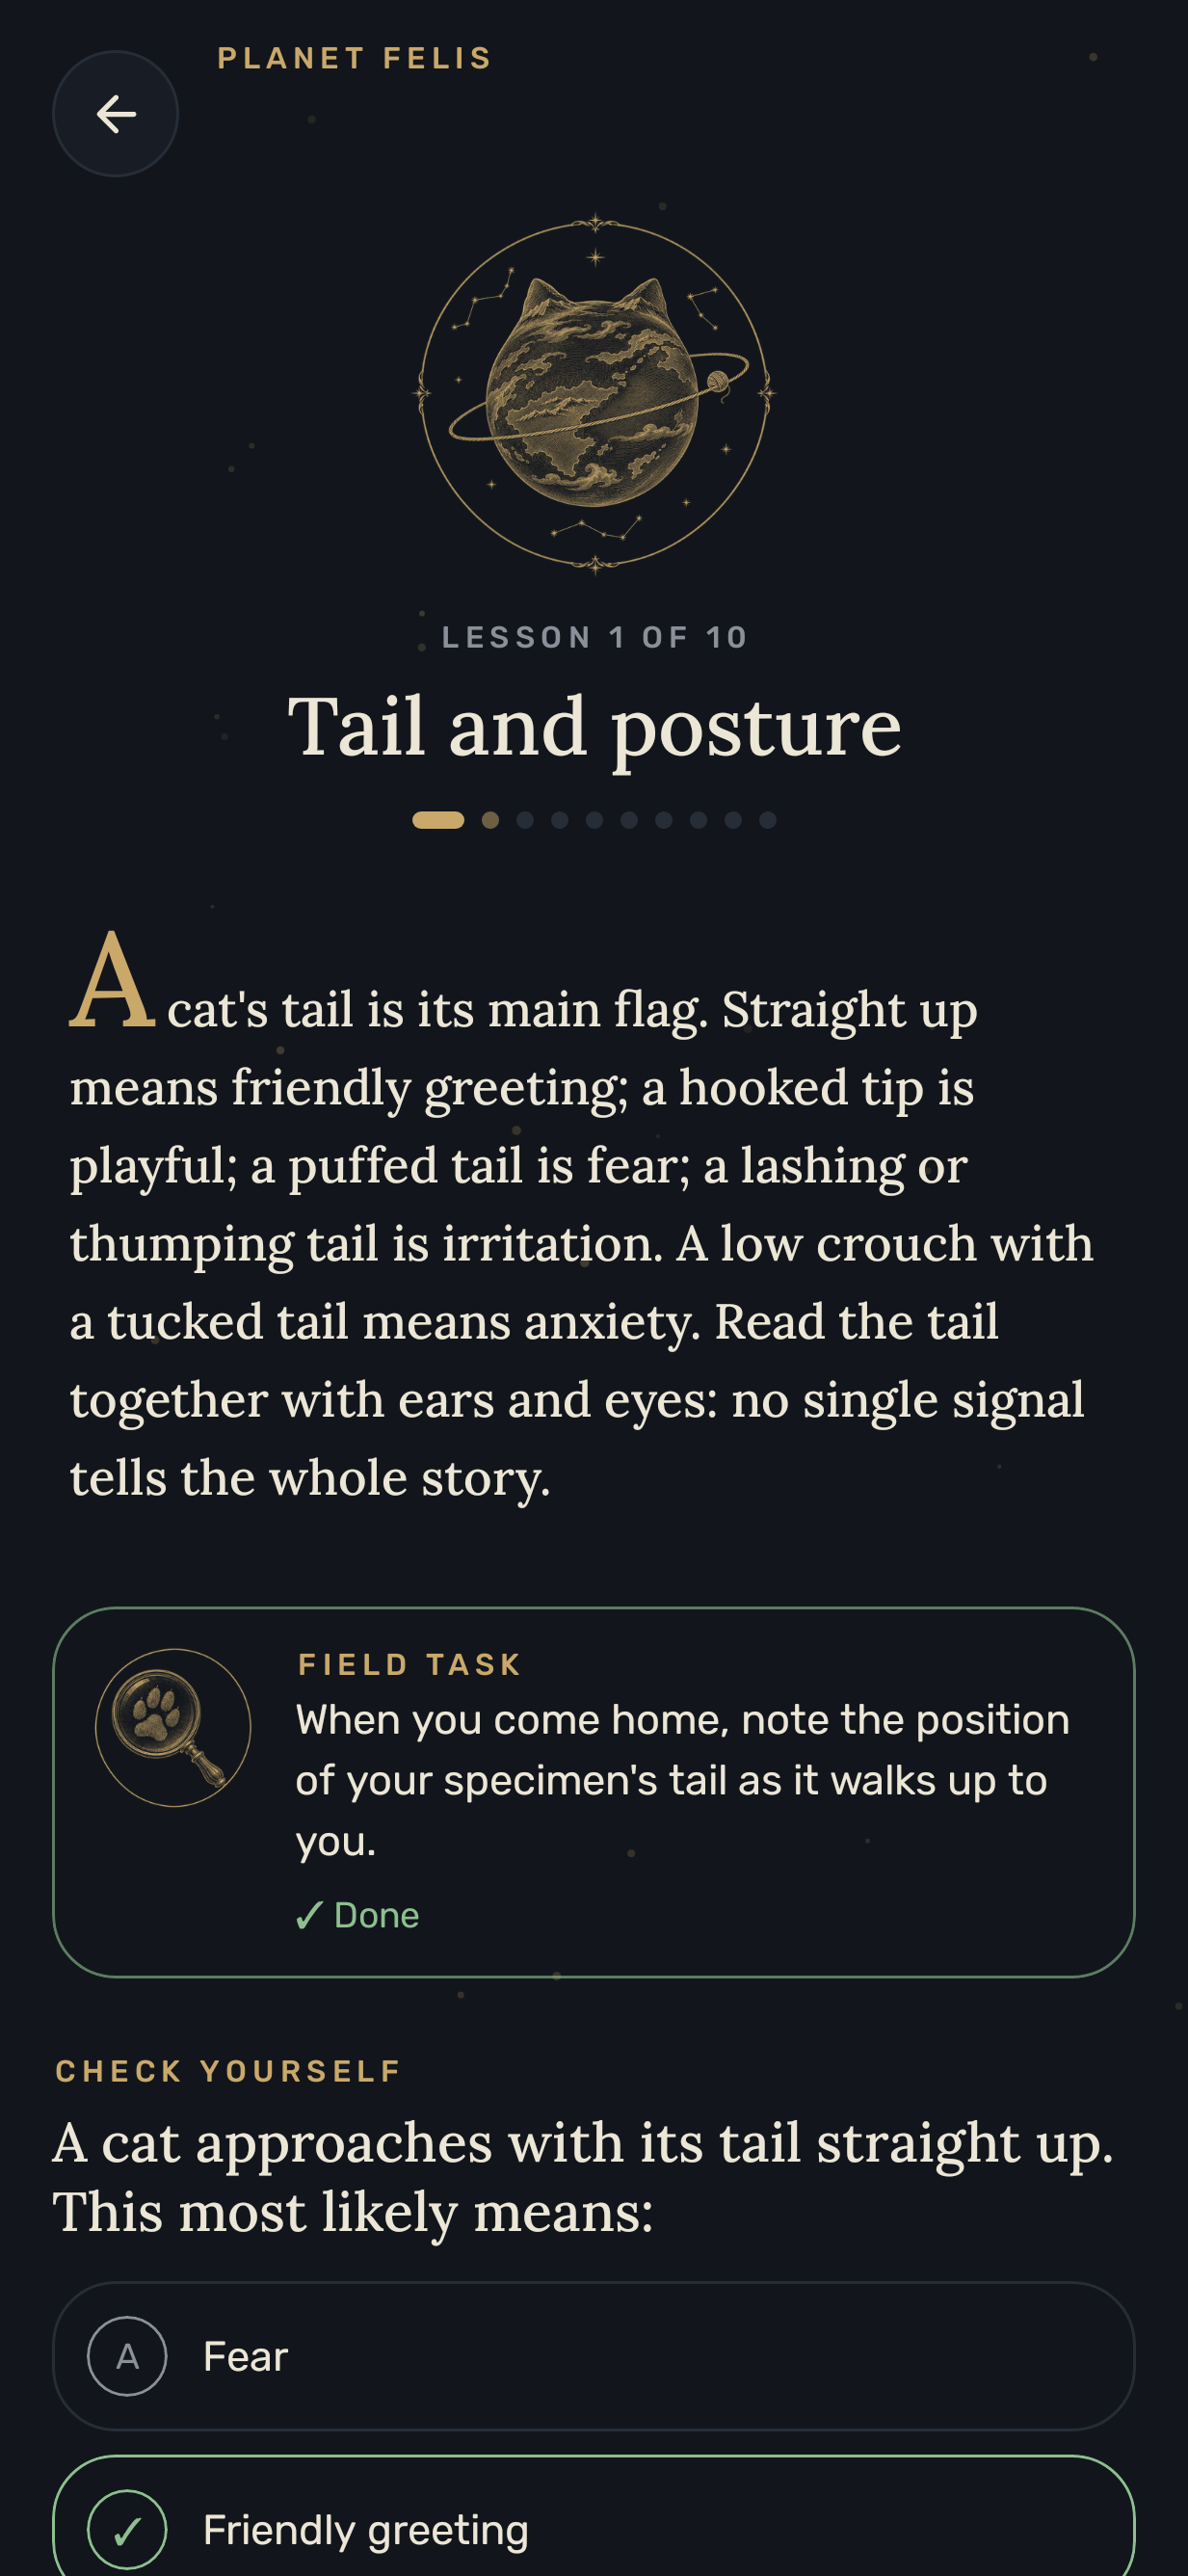 PLANET FELIS
LESSON 1 OF 10
Tail and posture
A cat's tail is its main flag. Straight up
means friendly greeting; a hooked tip is
playful; a puffed tail is fear; a lashing or
thumping tail is irritation. A low crouch with
a tucked tail means anxiety. Read the tail
together with ears and eyes: no single signal
tells the whole story.
FIELD TASK
When you come home, note the position
of your specimen's tail as it walks up to
you.
✓ Done
CHECK YOURSELF
A cat approaches with its tail straight up.
This most likely means:
A Fear
✓ Friendly greeting